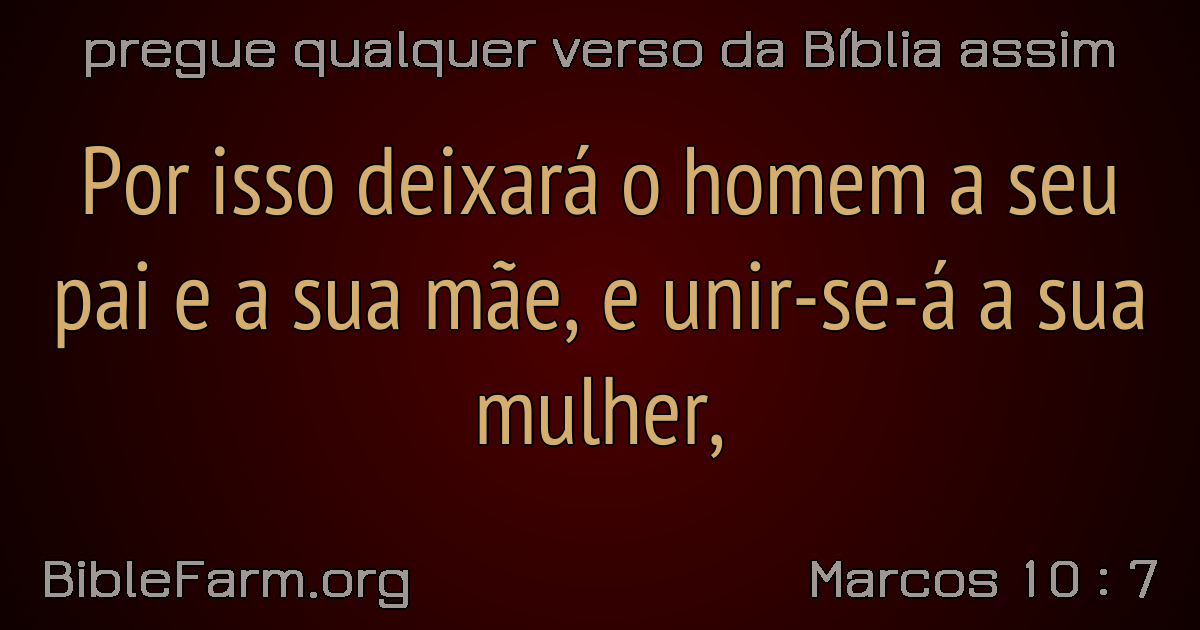 pregue qualquer verso da Bíblia assim
Por isso deixará o homem a seu
pai e a sua mãe, e unir-se-á a sua
mulher,
BibleFarm.org
Marcos 10 : 7